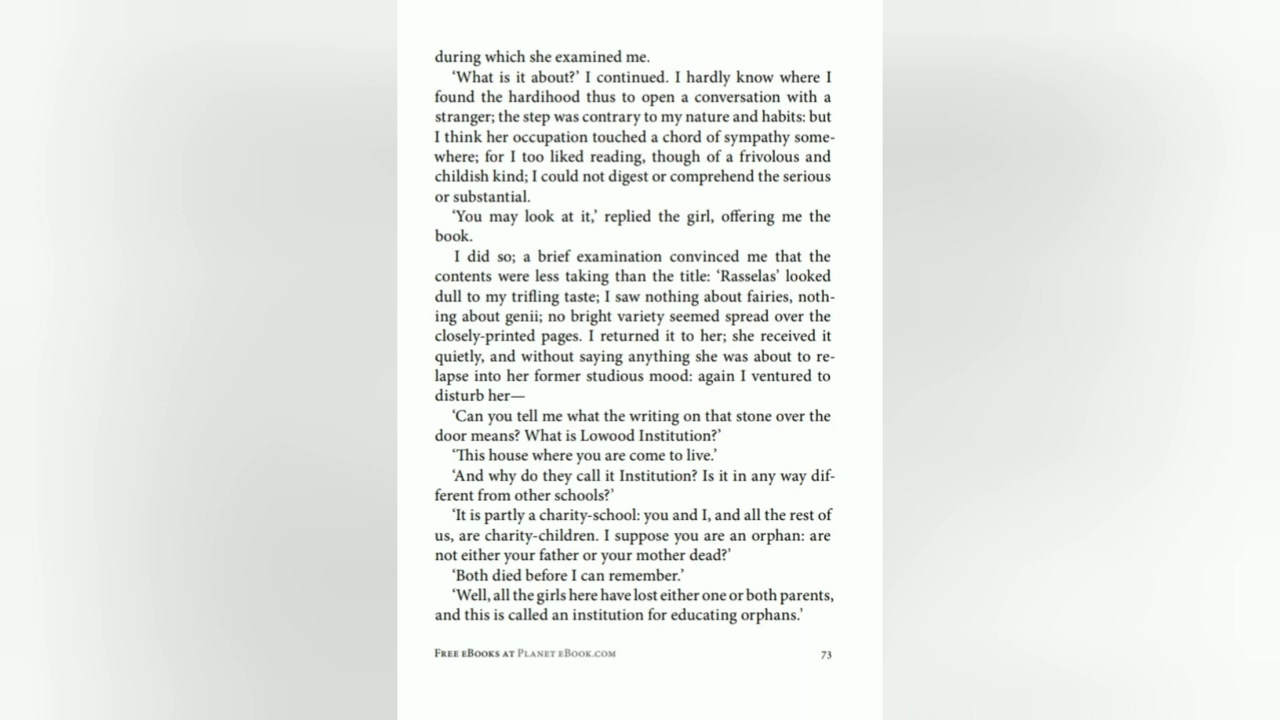 during which she examined me.
‘What is it about?’ I continued. I hardly know where I
found the hardihood thus to open a conversation with a
stranger; the step was contrary to my nature and habits: but
I think her occupation touched a chord of sympathy some-
where; for I too liked reading, though of a frivolous and
childish kind; I could not digest or comprehend the serious
or substantial.
‘You may look at it,’ replied the girl, offering me the
book.
I did so; a brief examination convinced me that the
contents were less taking than the title: ‘Rasselas’ looked
dull to my trifling taste; I saw nothing about fairies, noth-
ing about genii; no bright variety seemed spread over the
closely-printed pages. I returned it to her; she received it
quietly, and without saying anything she was about to re-
lapse into her former studious mood: again I ventured to
disturb her—
‘Can you tell me what the writing on that stone over the
door means? What is Lowood Institution?’
‘This house where you are come to live.’
‘And why do they call it Institution? Is it in any way dif-
ferent from other schools?’
‘It is partly a charity-school: you and I, and all the rest of
us, are charity-children. I suppose you are an orphan: are
not either your father or your mother dead?’
‘Both died before I can remember.’
‘Well, all the girls here have lost either one or both parents,
and this is called an institution for educating orphans.’
Free eBooks at Planet eBook.com 73